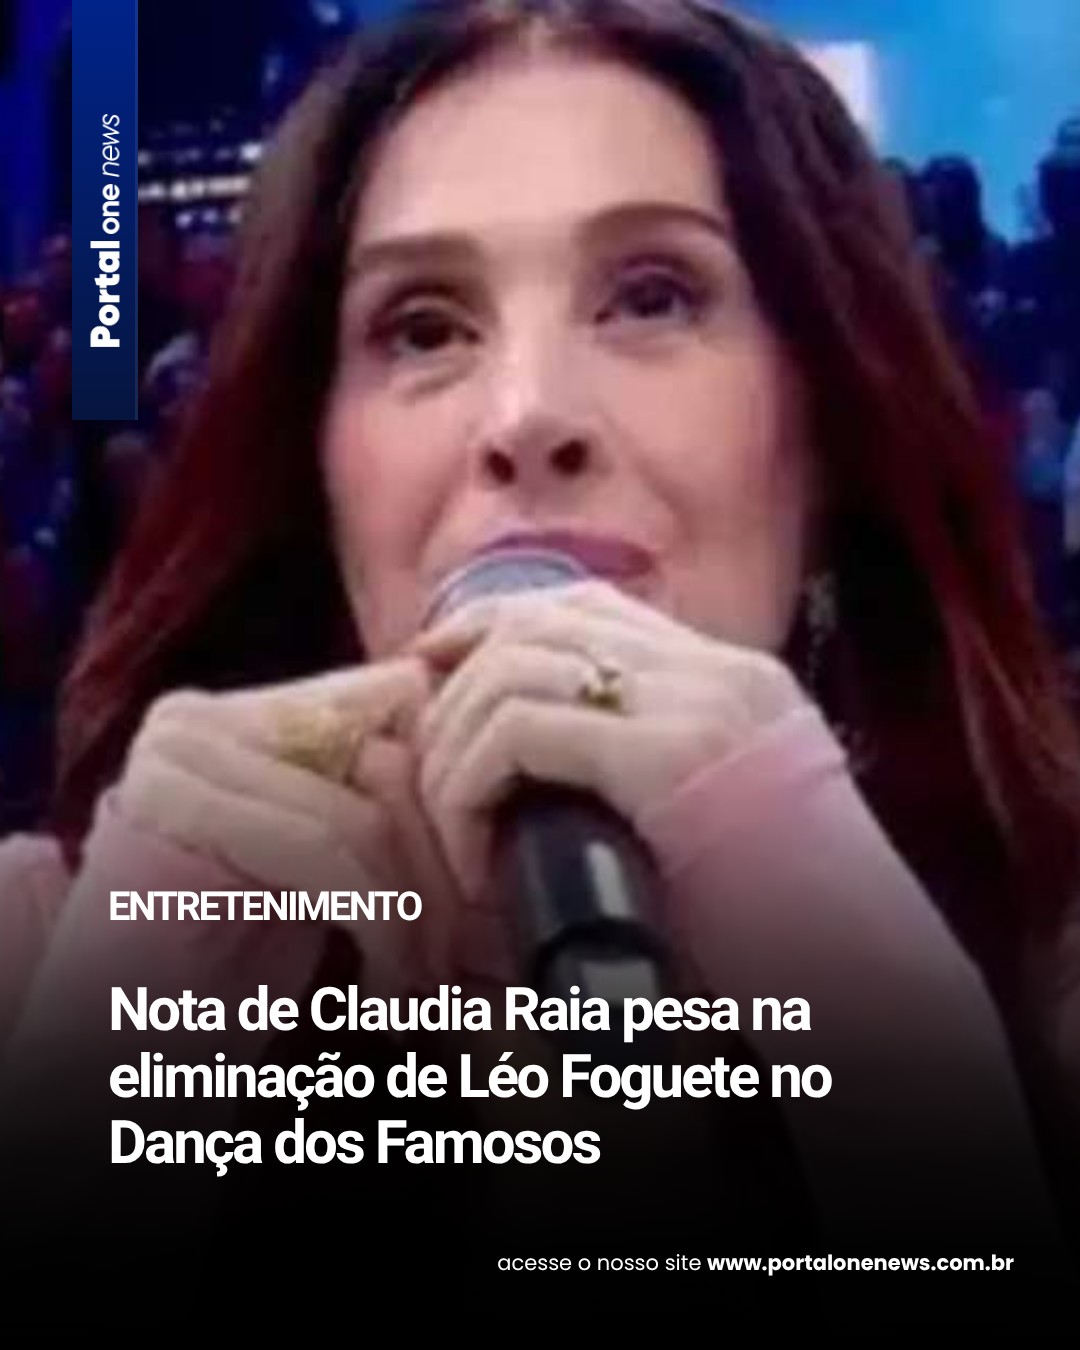 Portal one news
ENTRETENIMENTO
Nota de Claudia Raia pesa na
eliminação de Léo Foguete no
Dança dos Famosos
acesse o nosso site www.portalonenews.com.br